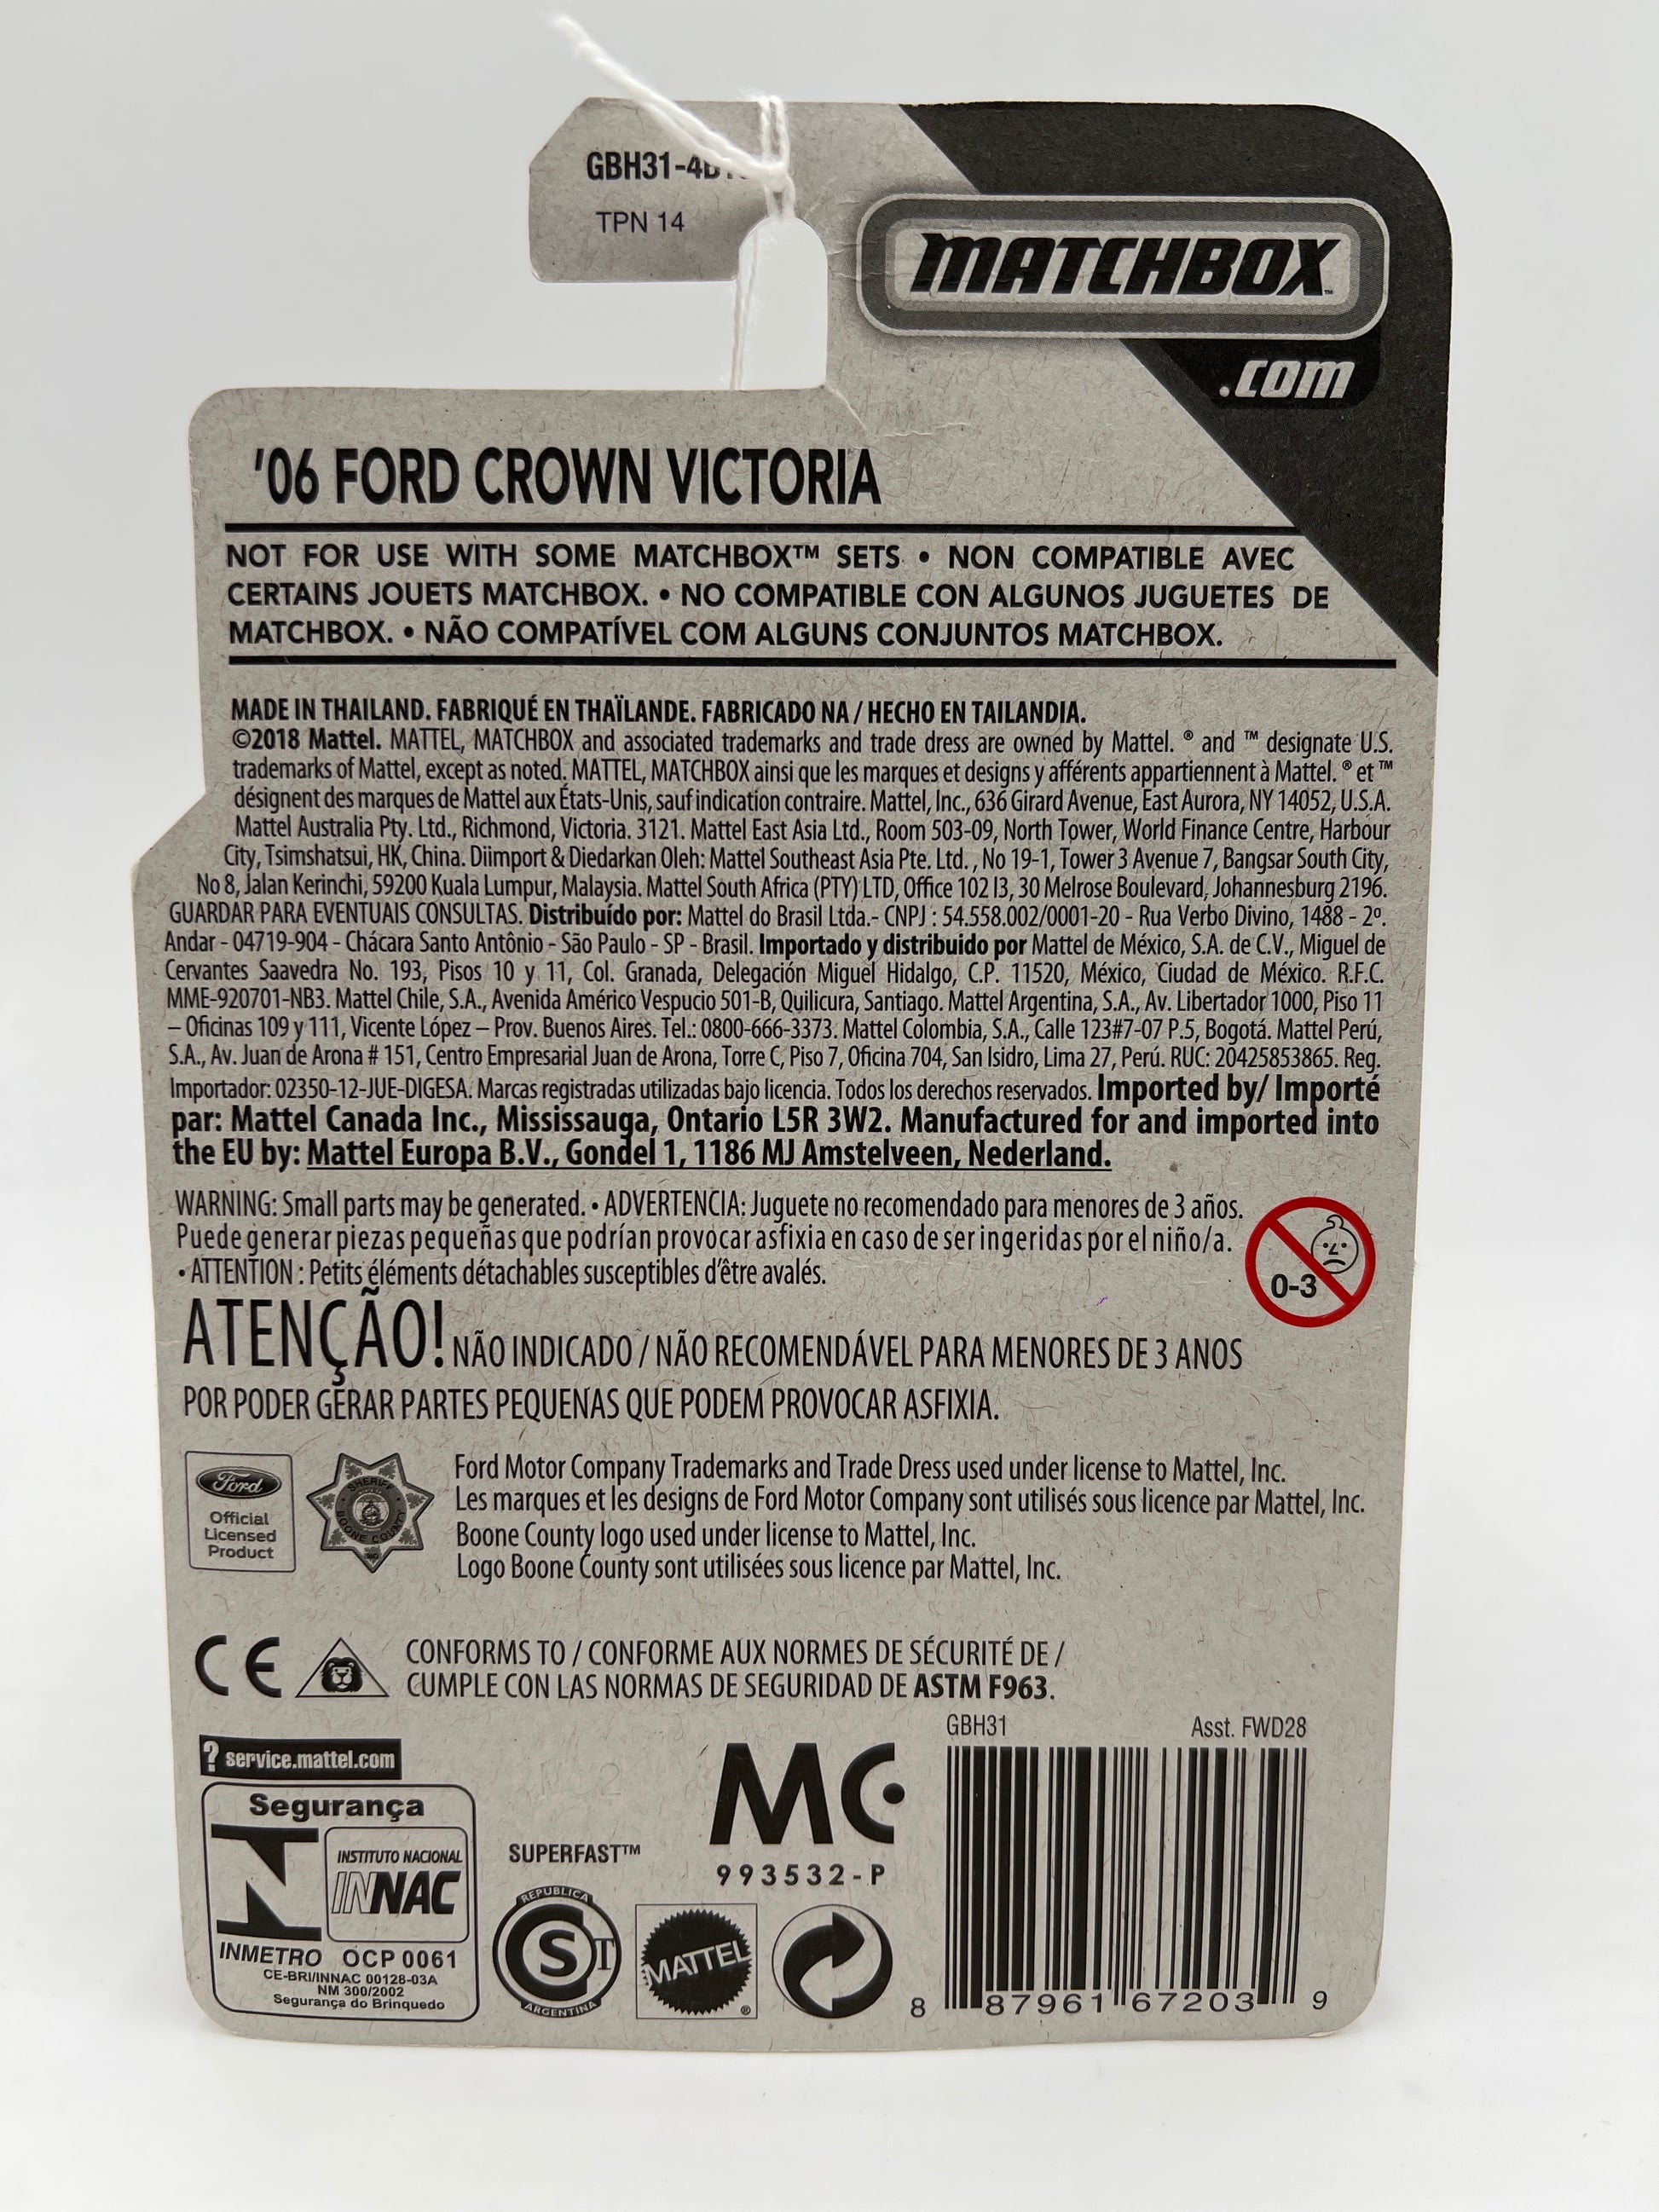 GBH31-4B
TPN 14
MATCHBOX™
.com
'06 FORD CROWN VICTORIA
NOT FOR USE WITH SOME MATCHBOX™ SETS • NON COMPATIBLE AVEC
CERTAINS JOUETS MATCHBOX. • NO COMPATIBLE CON ALGUNOS JUGUETES DE
MATCHBOX. • NÃO COMPATÍVEL COM ALGUNS CONJUNTOS MATCHBOX.
MADE IN THAILAND. FABRIQUÉ EN THAÏLANDE. FABRICADO NA / HECHO EN TAILANDIA.
©2018 Mattel. MATTEL, MATCHBOX and associated trademarks and trade dress are owned by Mattel. ® and ™ designate U.S.
trademarks of Mattel, except as noted. MATTEL, MATCHBOX ainsi que les marques et designs y afférents appartiennent à Mattel. ® et ™
désignent des marques de Mattel aux États-Unis, sauf indication contraire. Mattel, Inc., 636 Girard Avenue, East Aurora, NY 14052, U.S.A.
Mattel Australia Pty. Ltd., Richmond, Victoria. 3121. Mattel East Asia Ltd., Room 503-09, North Tower, World Finance Centre, Harbour
City, Tsimshatsui, HK, China. Diimport & Diedarkan Oleh: Mattel Southeast Asia Pte. Ltd. , No 19-1, Tower 3 Avenue 7, Bangsar South City,
No 8, Jalan Kerinchi, 59200 Kuala Lumpur, Malaysia. Mattel South Africa (PTY) LTD, Office 102 I3, 30 Melrose Boulevard, Johannesburg 2196.
GUARDAR PARA EVENTUAIS CONSULTAS. Distribuído por: Mattel do Brasil Ltda.- CNPJ : 54.558.002/0001-20 - Rua Verbo Divino, 1488 - 2º.
Andar - 04719-904 - Chácara Santo Antônio - São Paulo - SP - Brasil. Importado y distribuido por Mattel de México, S.A. de C.V., Miguel de
Cervantes Saavedra No. 193, Pisos 10 y 11, Col. Granada, Delegación Miguel Hidalgo, C.P. 11520, México, Ciudad de México. R.F.C.
MME-920701-NB3. Mattel Chile, S.A., Avenida Américo Vespucio 501-B, Quilicura, Santiago. Mattel Argentina, S.A., Av. Libertador 1000, Piso 11
– Oficinas 109 y 111, Vicente López – Prov. Buenos Aires. Tel.: 0800-666-3373. Mattel Colombia, S.A., Calle 123#7-07 P.5, Bogotá. Mattel Perú,
S.A., Av. Juan de Arona # 151, Centro Empresarial Juan de Arona, Torre C, Piso 7, Oficina 704, San Isidro, Lima 27, Perú. RUC: 20425853865. Reg.
Importador: 02350-12-JUE-DIGESA. Marcas registradas utilizadas bajo licencia. Todos los derechos reservados. Imported by/ Importé
par: Mattel Canada Inc., Mississauga, Ontario L5R 3W2. Manufactured for and imported into
the EU by: Mattel Europa B.V., Gondel 1, 1186 MJ Amstelveen, Nederland.
WARNING: Small parts may be generated. • ADVERTENCIA: Juguete no recomendado para menores de 3 años.
Puede generar piezas pequeñas que podrían provocar asfixia en caso de ser ingeridas por el niño/a.
• ATTENTION : Petits éléments détachables susceptibles d'être avalés.
0-3
ATENÇÃO! NÃO INDICADO / NÃO RECOMENDÁVEL PARA MENORES DE 3 ANOS
POR PODER GERAR PARTES PEQUENAS QUE PODEM PROVOCAR ASFIXIA.
Ford
Official
Licensed
Product
SHERIFF
BOONE COUNTY
Ford Motor Company Trademarks and Trade Dress used under license to Mattel, Inc.
Les marques et les designs de Ford Motor Company sont utilisés sous licence par Mattel, Inc.
Boone County logo used under license to Mattel, Inc.
Logo Boone County sont utilisées sous licence par Mattel, Inc.
CE
CONFORMS TO / CONFORME AUX NORMES DE SÉCURITÉ DE /
CUMPLE CON LAS NORMAS DE SEGURIDAD DE ASTM F963.
GBH31 Asst. FWD28
? service.mattel.com
Segurança
INSTITUTO NACIONAL
INNAC
INMETRO OCP 0061
CE-BRI/INNAC 00128-03A
NM 300/2002
Segurança do Brinquedo
SUPERFAST™
REPUBLICA
S T
ARGENTINA
MATTEL®
MC
993532-P
8 87961 67203 9